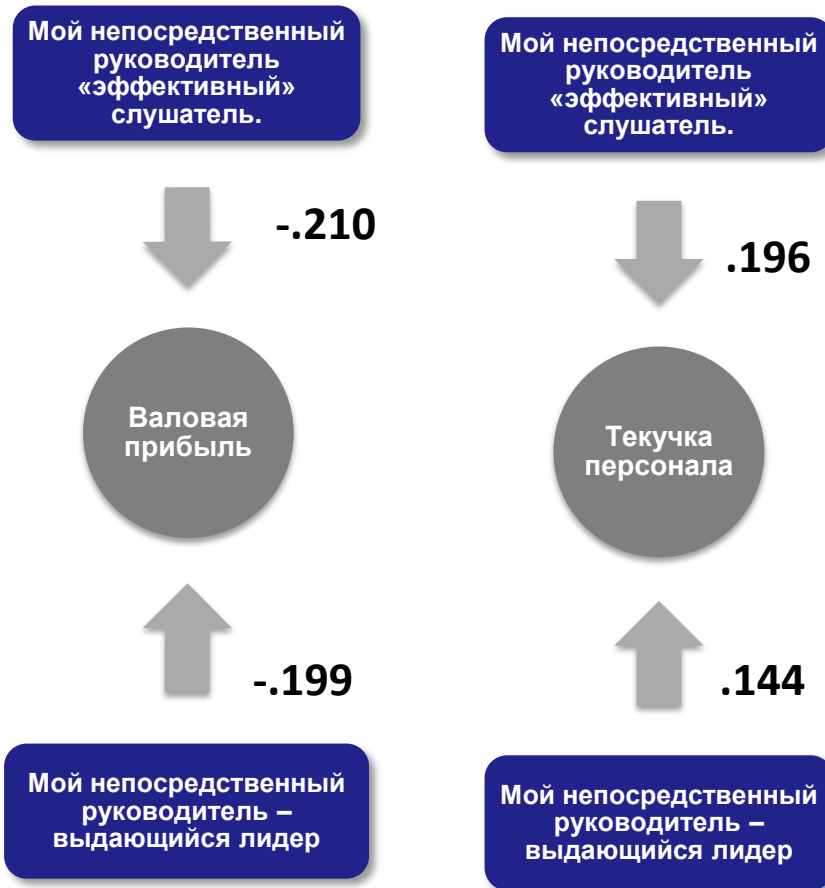 Мой непосредственный
руководитель
«эффективный»
слушатель.
-.210
Валовая
прибыль
-.199
Мой непосредственный
руководитель –
выдающийся лидер
Мой непосредственный
руководитель
«эффективный»
слушатель.
.196
Текучка
персонала
.144
Мой непосредственный
руководитель –
выдающийся лидер